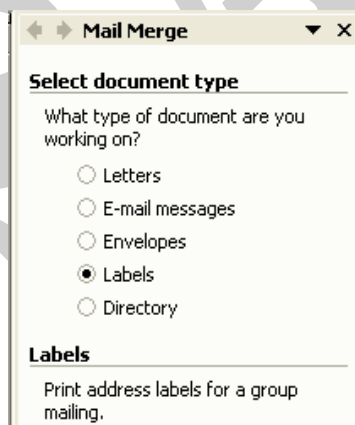 Mail Merge
Select document type
What type of document are you
working on?
Letters
E-mail messages
Envelopes
Labels
Directory
Labels
Print address labels for a group
mailing.